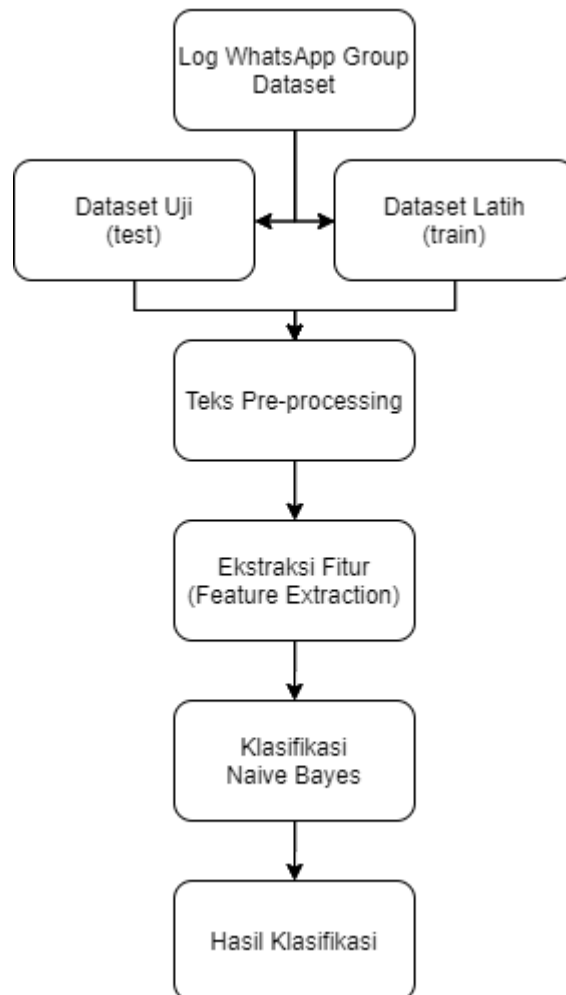 Log WhatsApp Group
Dataset
Dataset Uji
(test)
Dataset Latih
(train)
Teks Pre-processing
Ekstraksi Fitur
(Feature Extraction)
Klasifikasi
Naive Bayes
Hasil Klasifikasi